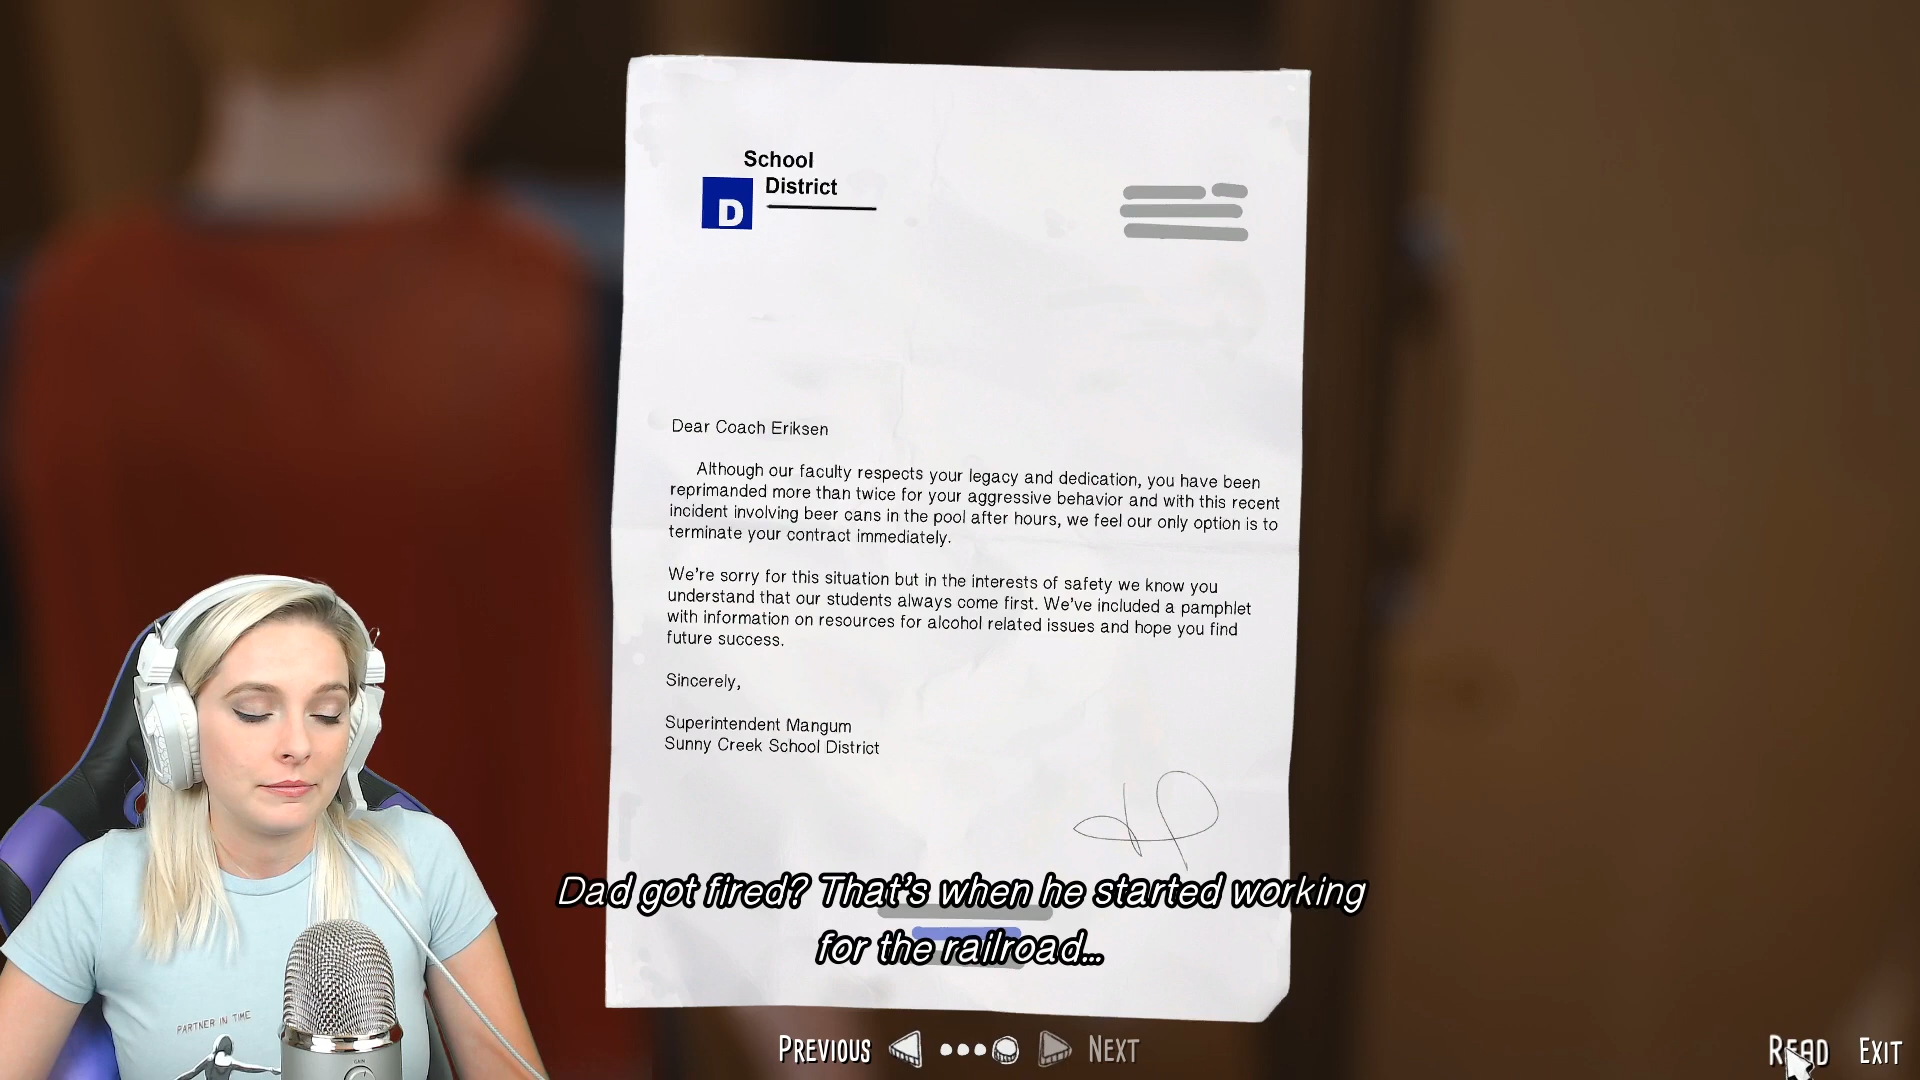 School
District
D
Dear Coach Eriksen
Although our faculty respects your legacy and dedication, you have been
reprimanded more than twice for your aggressive behavior and with this recent
incident involving beer cans in the pool after hours, we feel our only option is to
terminate your contract immediately.
We're sorry for this situation but in the interests of safety we know you
understand that our students always come first. We've included a pamphlet
with information on resources for alcohol related issues and hope you find
future success.
Sincerely,
Superintendent Mangum
Sunny Creek School District
Dad got fired? That's when he started working
for the railroad...
PARTNER IN TIME
GAIN
PREVIOUS
NEXT
READ
EXIT